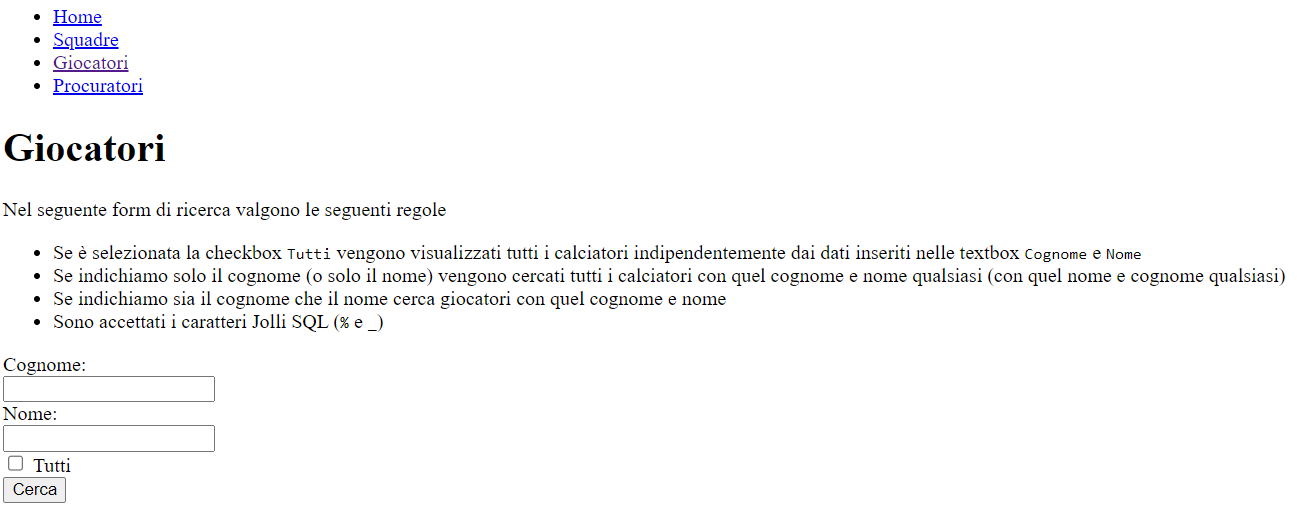 Home
Squadre
Giocatori
Procuratori
Giocatori
Nel seguente form di ricerca valgono le seguenti regole
Se è selezionata la checkbox Tutti vengono visualizzati tutti i calciatori indipendentemente dai dati inseriti nelle textbox Cognome e Nome
Se indichiamo solo il cognome (o solo il nome) vengono cercati tutti i calciatori con quel cognome e nome qualsiasi (con quel nome e cognome qualsiasi)
Se indichiamo sia il cognome che il nome cerca giocatori con quel cognome e nome
Sono accettati i caratteri Jolli SQL (% e _)
Cognome:
Nome:
Tutti
Cerca